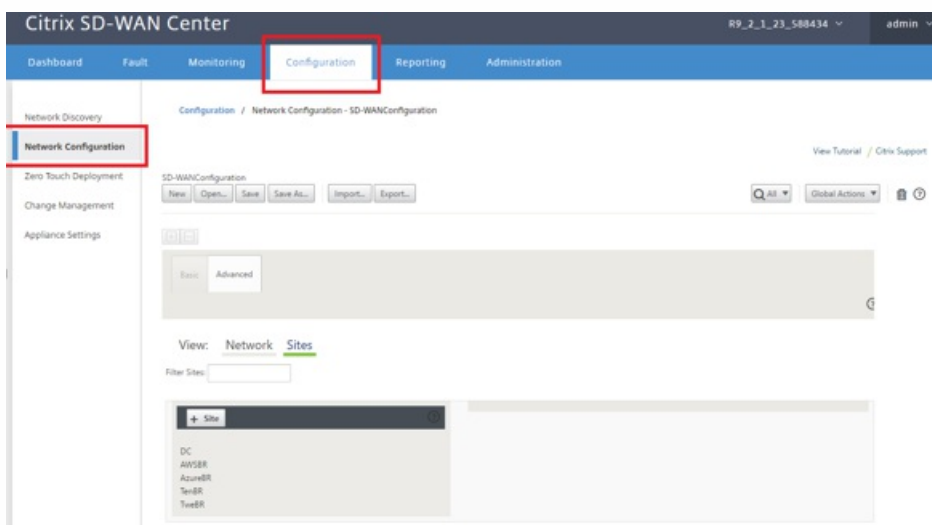 Citrix SD-WAN Center
R9_2_1_23_588434
admin
Dashboard Fault Monitoring Configuration Reporting Administration
Network Discovery
Network Configuration
Zero Touch Deployment
Change Management
Appliance Settings
Configuration / Network Configuration - SD-WANConfiguration
View Tutorial / Citrix Support
SD-WANConfiguration
New Open... Save Save As... Import... Export... All Global Actions
Basic Advanced
View: Network Sites
Filter Sites:
+ Site
DC
AWSBR
AzureBR
TenBR
TweBR